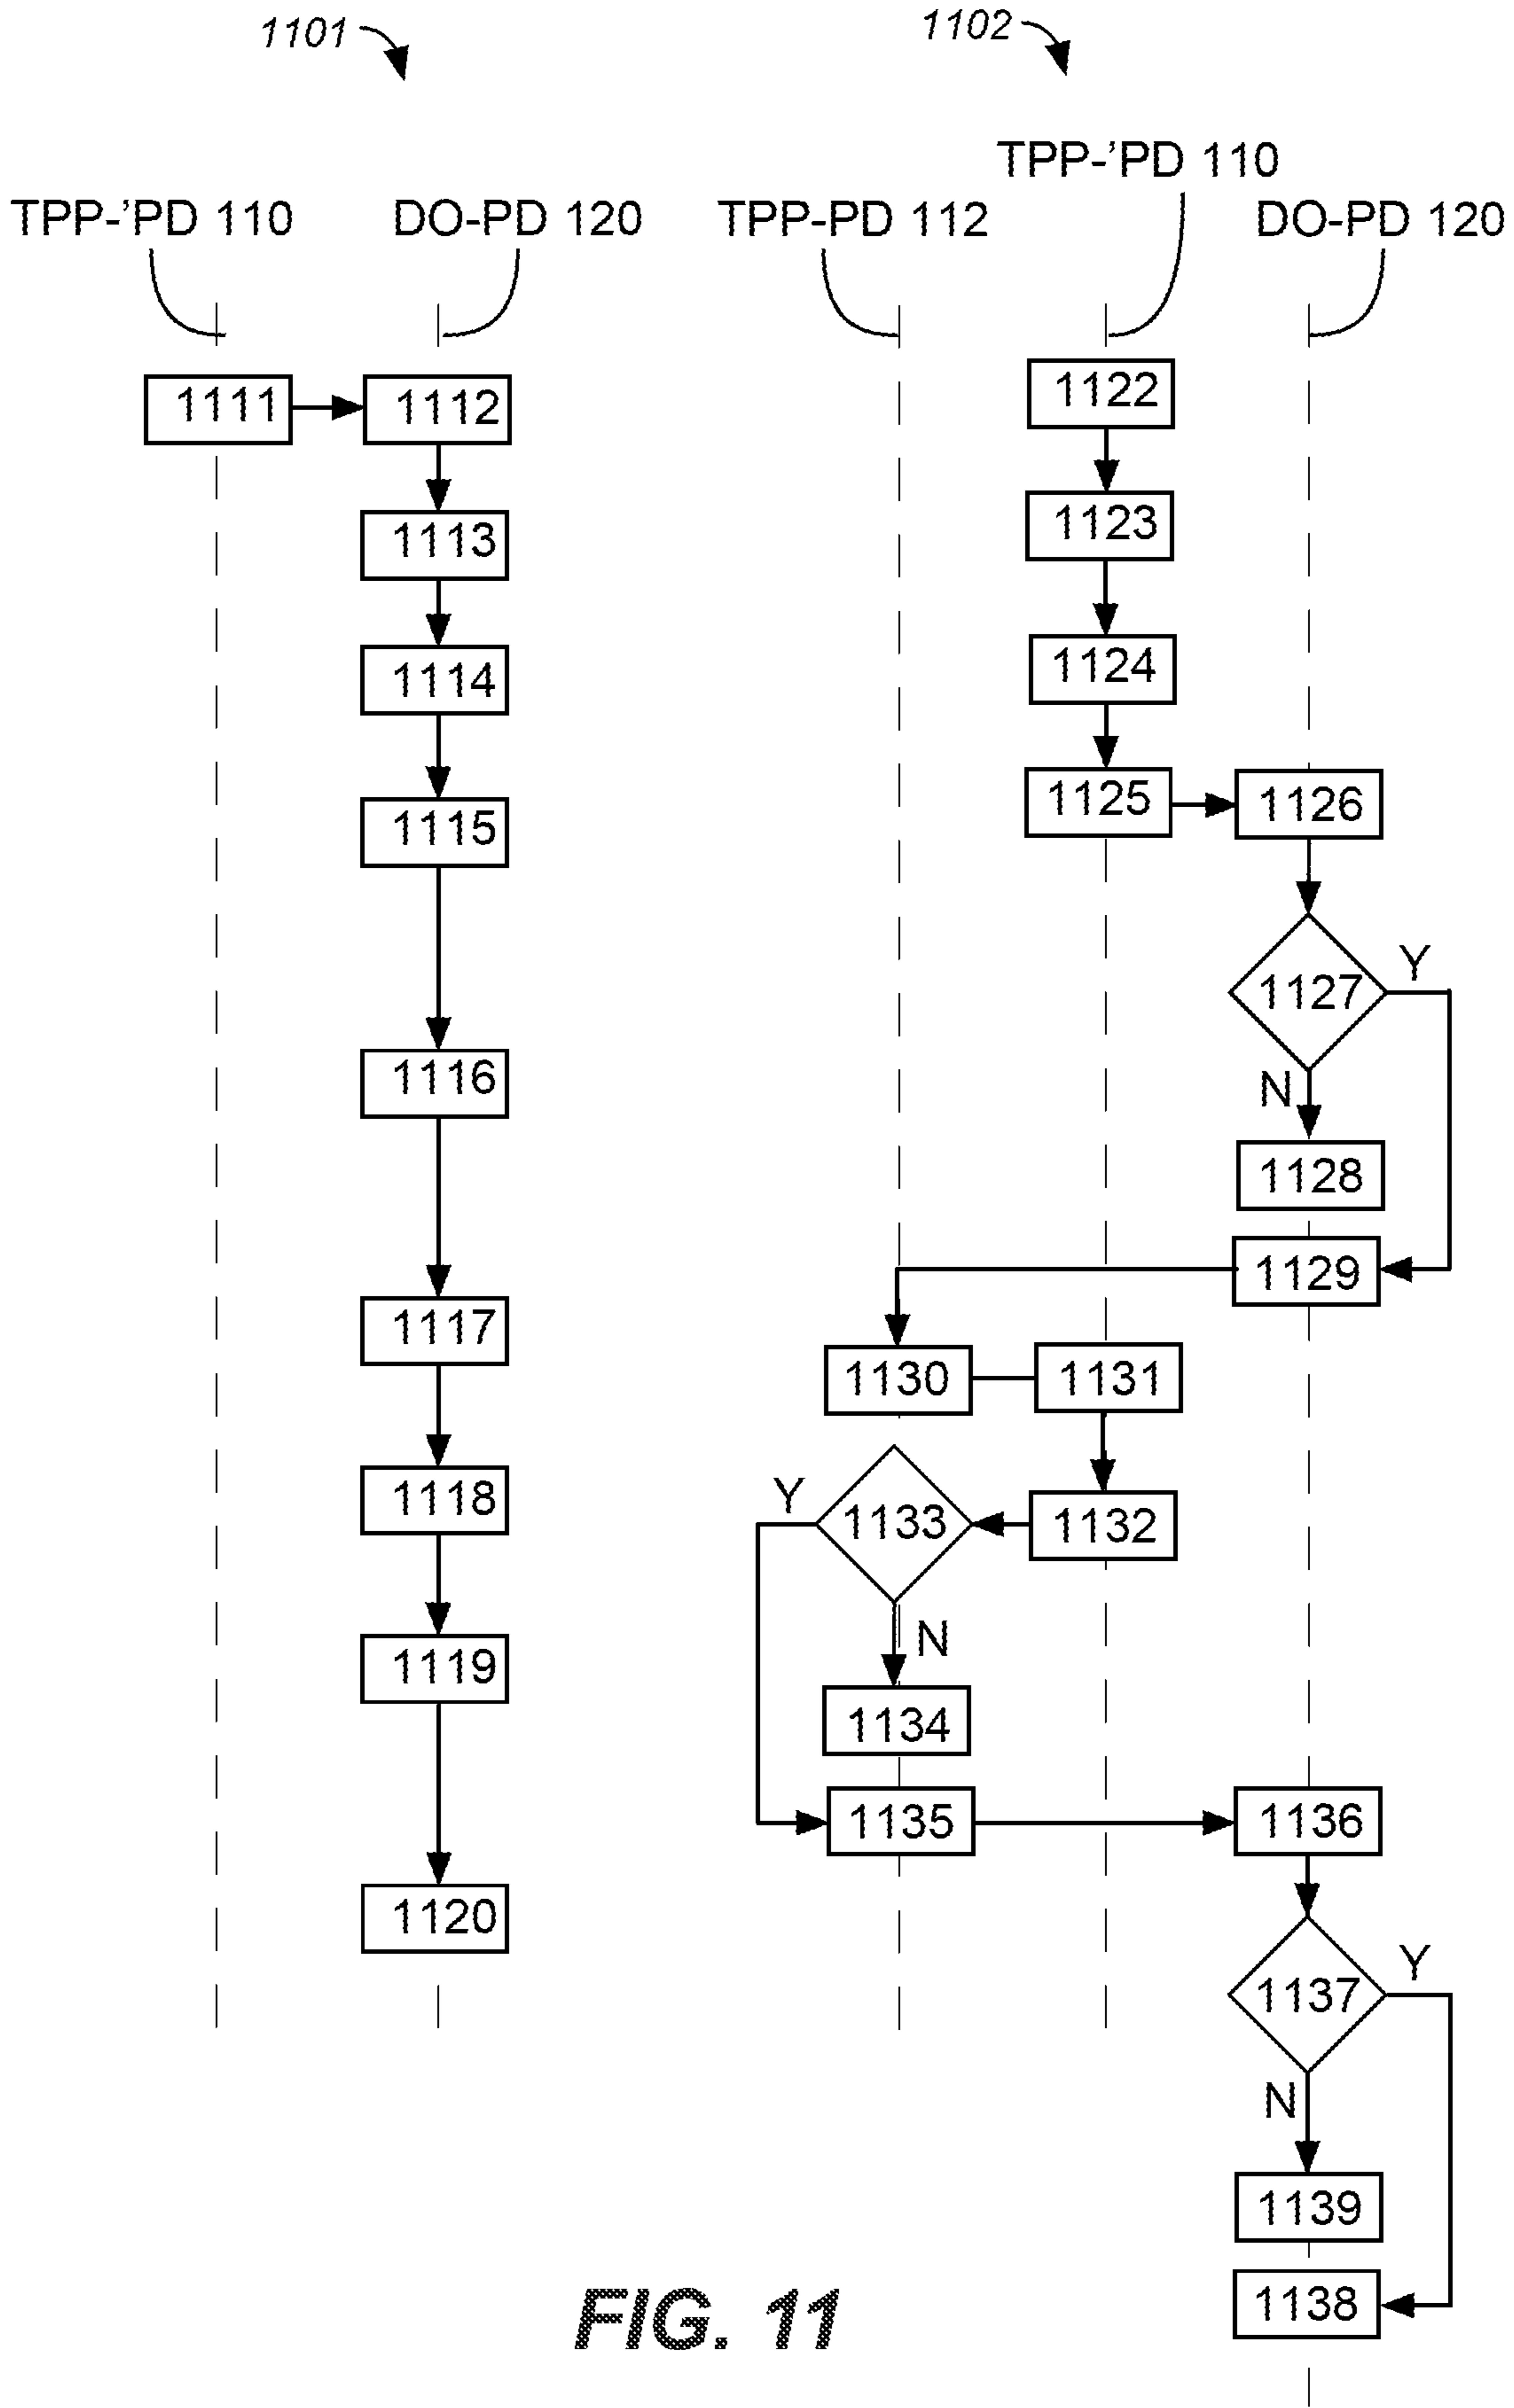 1101
1102
TPP-'PD 110
DO-PD 120
TPP-PD 112
TPP-'PD 110
DO-PD 120
1111
1112
1113
1114
1115
1116
1117
1118
1119
1120
1122
1123
1124
1125
1126
1127
Y
N
1128
1129
1130
1131
1132
1133
Y
N
1134
1135
1136
1137
Y
N
1139
1138
FIG. 11